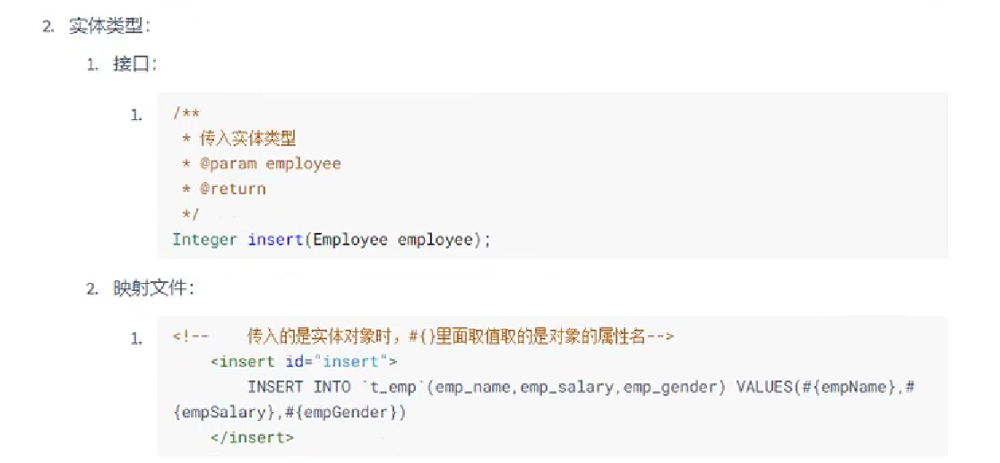 2. 实体类型：
1. 接口：
1. /**
* 传入实体类型
* @param employee
* @return
*/
Integer insert(Employee employee);
2. 映射文件：
1. <!--    传入的是实体对象时，#{}里面取值取的是对象的属性名-->
<insert id="insert">
INSERT INTO `t_emp`(emp_name,emp_salary,emp_gender) VALUES(#{empName},#
{empSalary},#{empGender})
</insert>